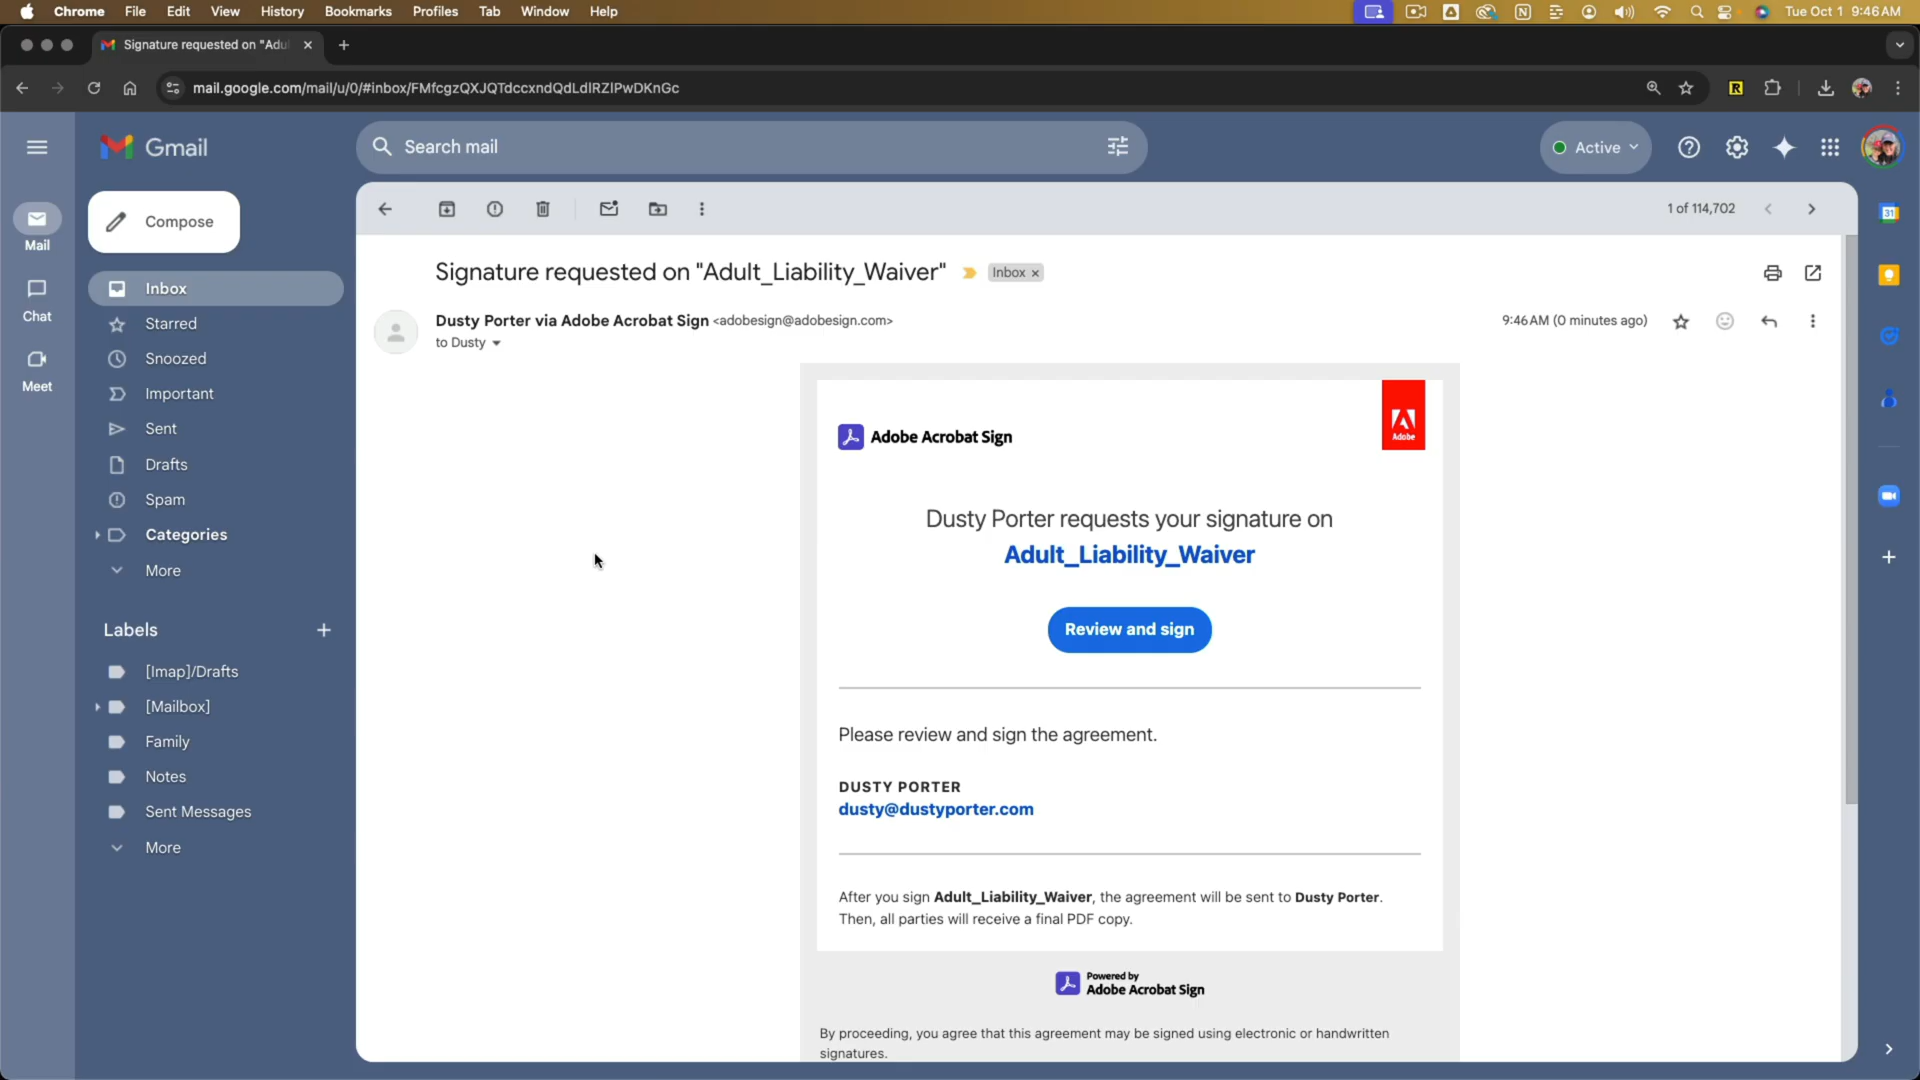 Chrome File Edit View History Bookmarks Profiles Tab Window Help
Tue Oct 1 9:46 AM
Signature requested on "Adu
mail.google.com/mail/u/0/#inbox/FMfcgzQXJQTdccxndQdLdlRZlPwDKnGc
Gmail
Search mail
Active
Compose
Mail
Chat
Meet
Inbox
Starred
Snoozed
Important
Sent
Drafts
Spam
Categories
More
Labels
[Imap]/Drafts
[Mailbox]
Family
Notes
Sent Messages
More
1 of 114,702
Signature requested on "Adult_Liability_Waiver"
Inbox x
Dusty Porter via Adobe Acrobat Sign <adobesign@adobesign.com>
9:46 AM (0 minutes ago)
to Dusty
Adobe Acrobat Sign
Adobe
Dusty Porter requests your signature on
Adult_Liability_Waiver
Review and sign
Please review and sign the agreement.
DUSTY PORTER
dusty@dustyporter.com
After you sign Adult_Liability_Waiver, the agreement will be sent to Dusty Porter.
Then, all parties will receive a final PDF copy.
Powered by
Adobe Acrobat Sign
By proceeding, you agree that this agreement may be signed using electronic or handwritten
signatures.
31